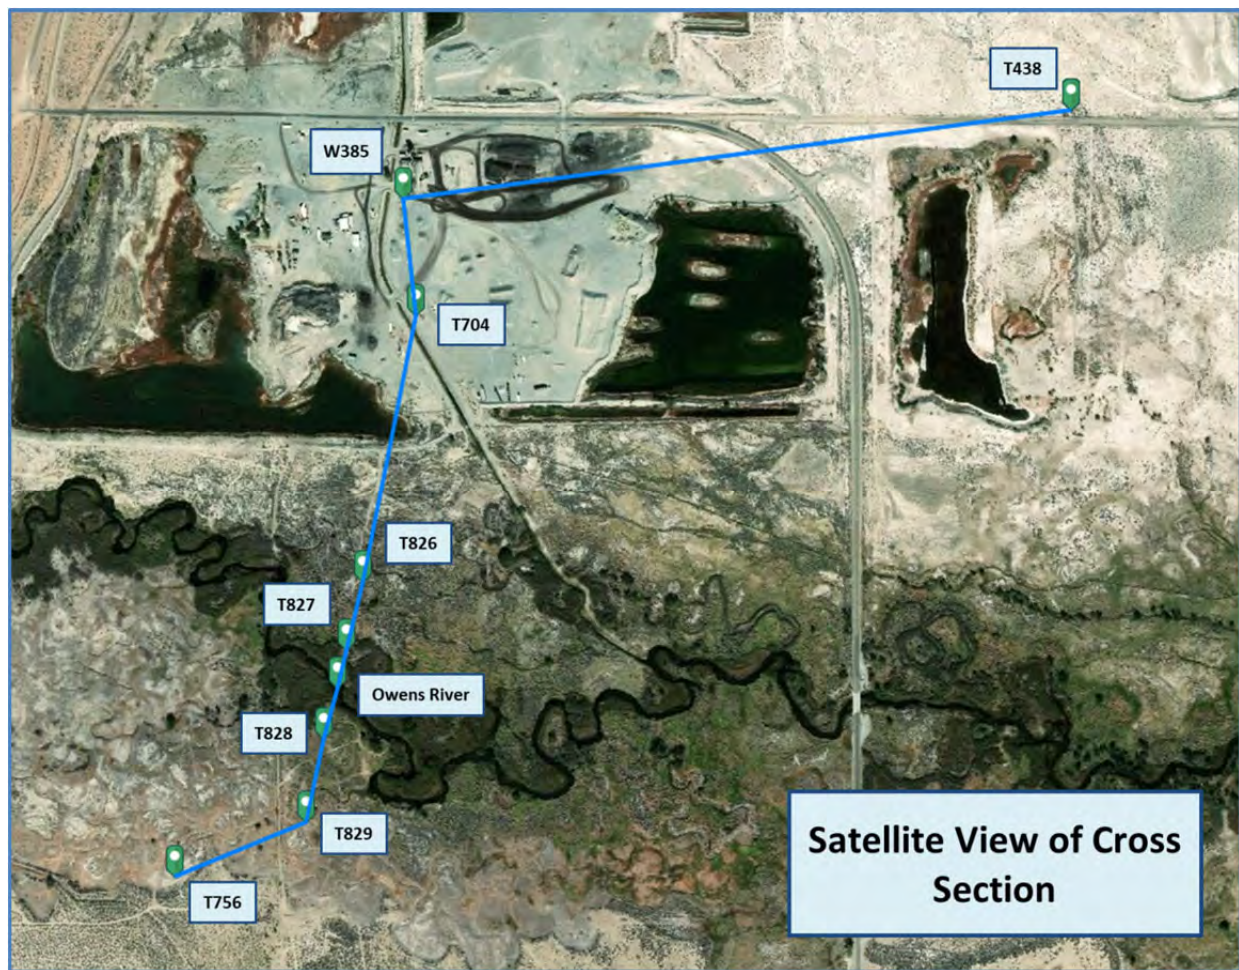 T438
W385
T704
T826
T827
Owens River
T828
T829
T756
Satellite View of Cross
Section